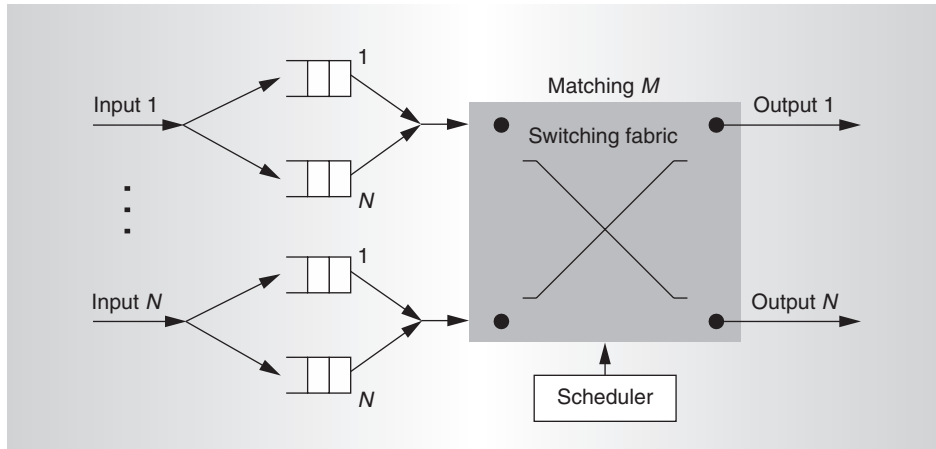 1
Matching M
Input 1
Output 1
Switching fabric
N
1
Input N
Output N
N
Scheduler